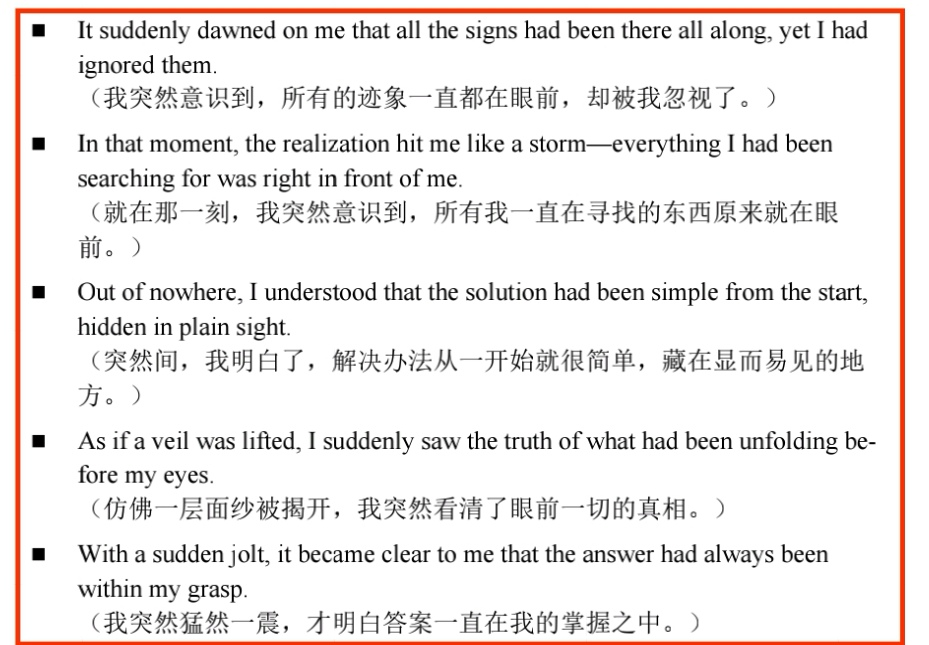 ■ It suddenly dawned on me that all the signs had been there all along, yet I had
ignored them.
（我突然意识到，所有的迹象一直都在眼前，却被我忽视了。）
■ In that moment, the realization hit me like a storm—everything I had been
searching for was right in front of me.
（就在那一刻，我突然意识到，所有我一直在寻找的东西原来就在眼
前。）
■ Out of nowhere, I understood that the solution had been simple from the start,
hidden in plain sight.
（突然间，我明白了，解决办法从一开始就很简单，藏在显而易见的地
方。）
■ As if a veil was lifted, I suddenly saw the truth of what had been unfolding be-
fore my eyes.
（仿佛一层面纱被揭开，我突然看清了眼前一切的真相。）
■ With a sudden jolt, it became clear to me that the answer had always been
within my grasp.
（我突然猛然一震，才明白答案一直在我的掌握之中。）